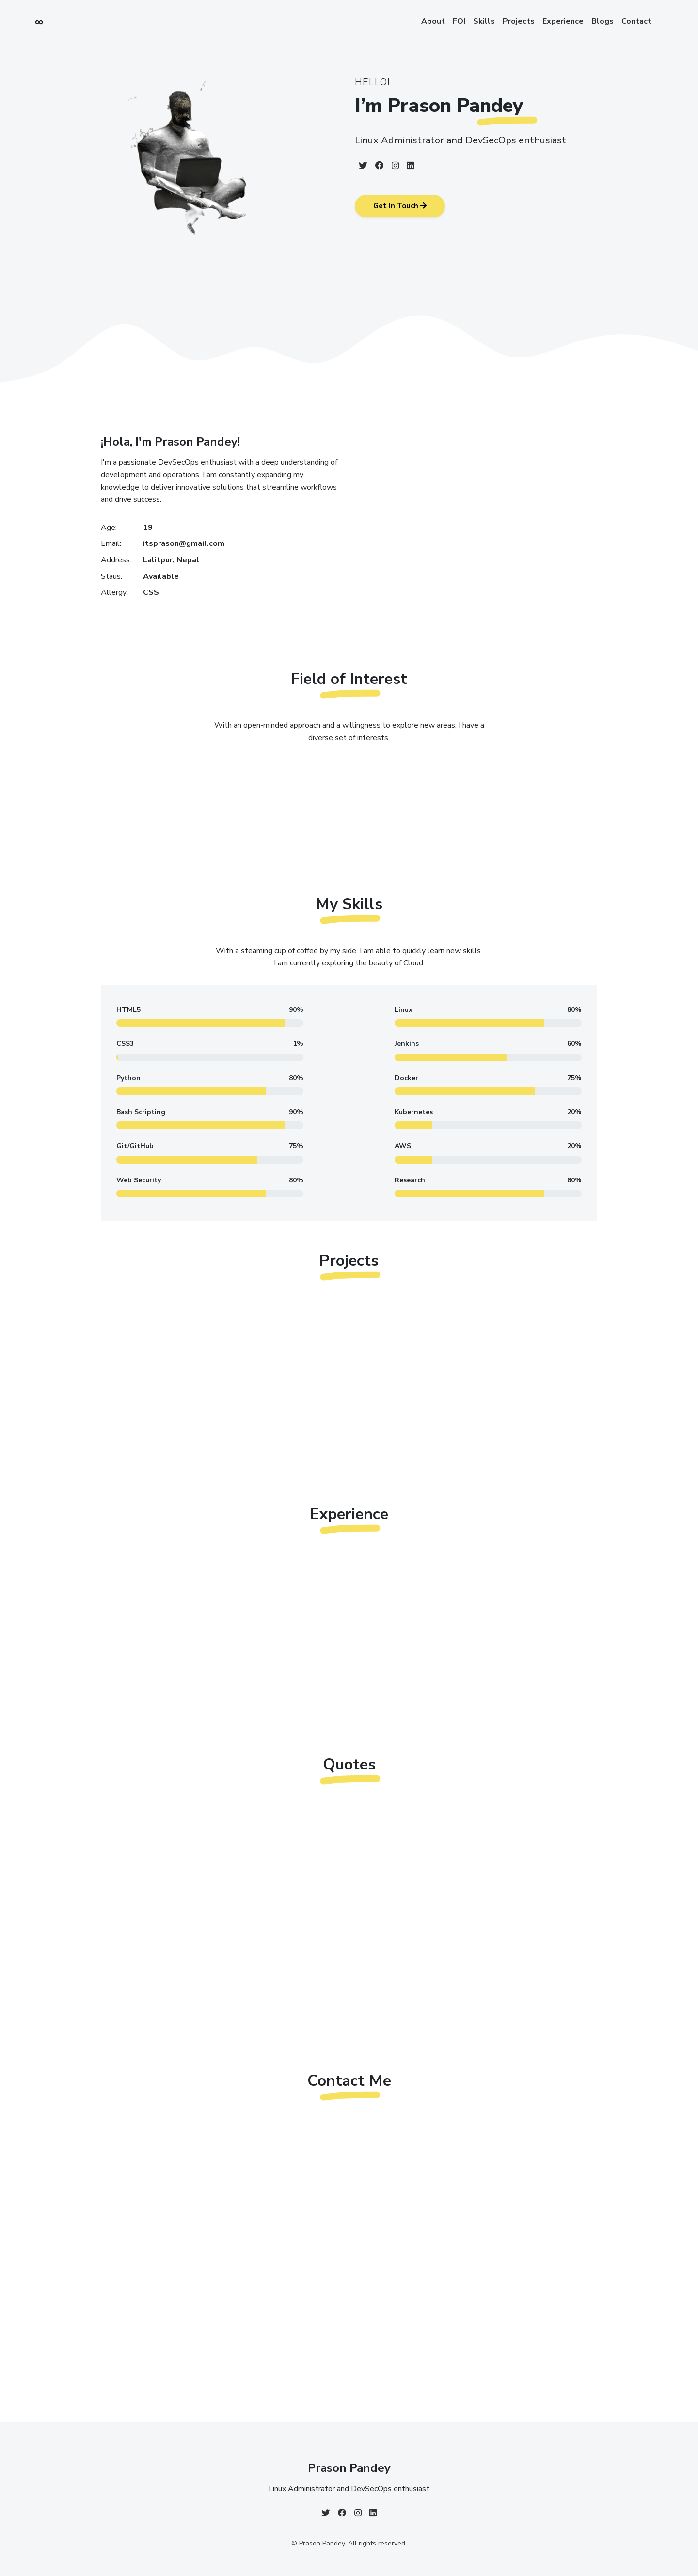 ∞
About FOI Skills Projects Experience Blogs Contact
HELLO!
I’m Prason Pandey
Linux Administrator and DevSecOps enthusiast
Get In Touch →
¡Hola, I'm Prason Pandey!
I'm a passionate DevSecOps enthusiast with a deep understanding of
development and operations. I am constantly expanding my
knowledge to deliver innovative solutions that streamline workflows
and drive success.
Age: 19
Email: itsprason@gmail.com
Address: Lalitpur, Nepal
Staus: Available
Allergy: CSS
Field of Interest
With an open-minded approach and a willingness to explore new areas, I have a
diverse set of interests.
My Skills
With a steaming cup of coffee by my side, I am able to quickly learn new skills.
I am currently exploring the beauty of Cloud.
HTML5 90%
CSS3 1%
Python 80%
Bash Scripting 90%
Git/GitHub 75%
Web Security 80%
Linux 80%
Jenkins 60%
Docker 75%
Kubernetes 20%
AWS 20%
Research 80%
Projects
Experience
Quotes
Contact Me
Prason Pandey
Linux Administrator and DevSecOps enthusiast
© Prason Pandey. All rights reserved.